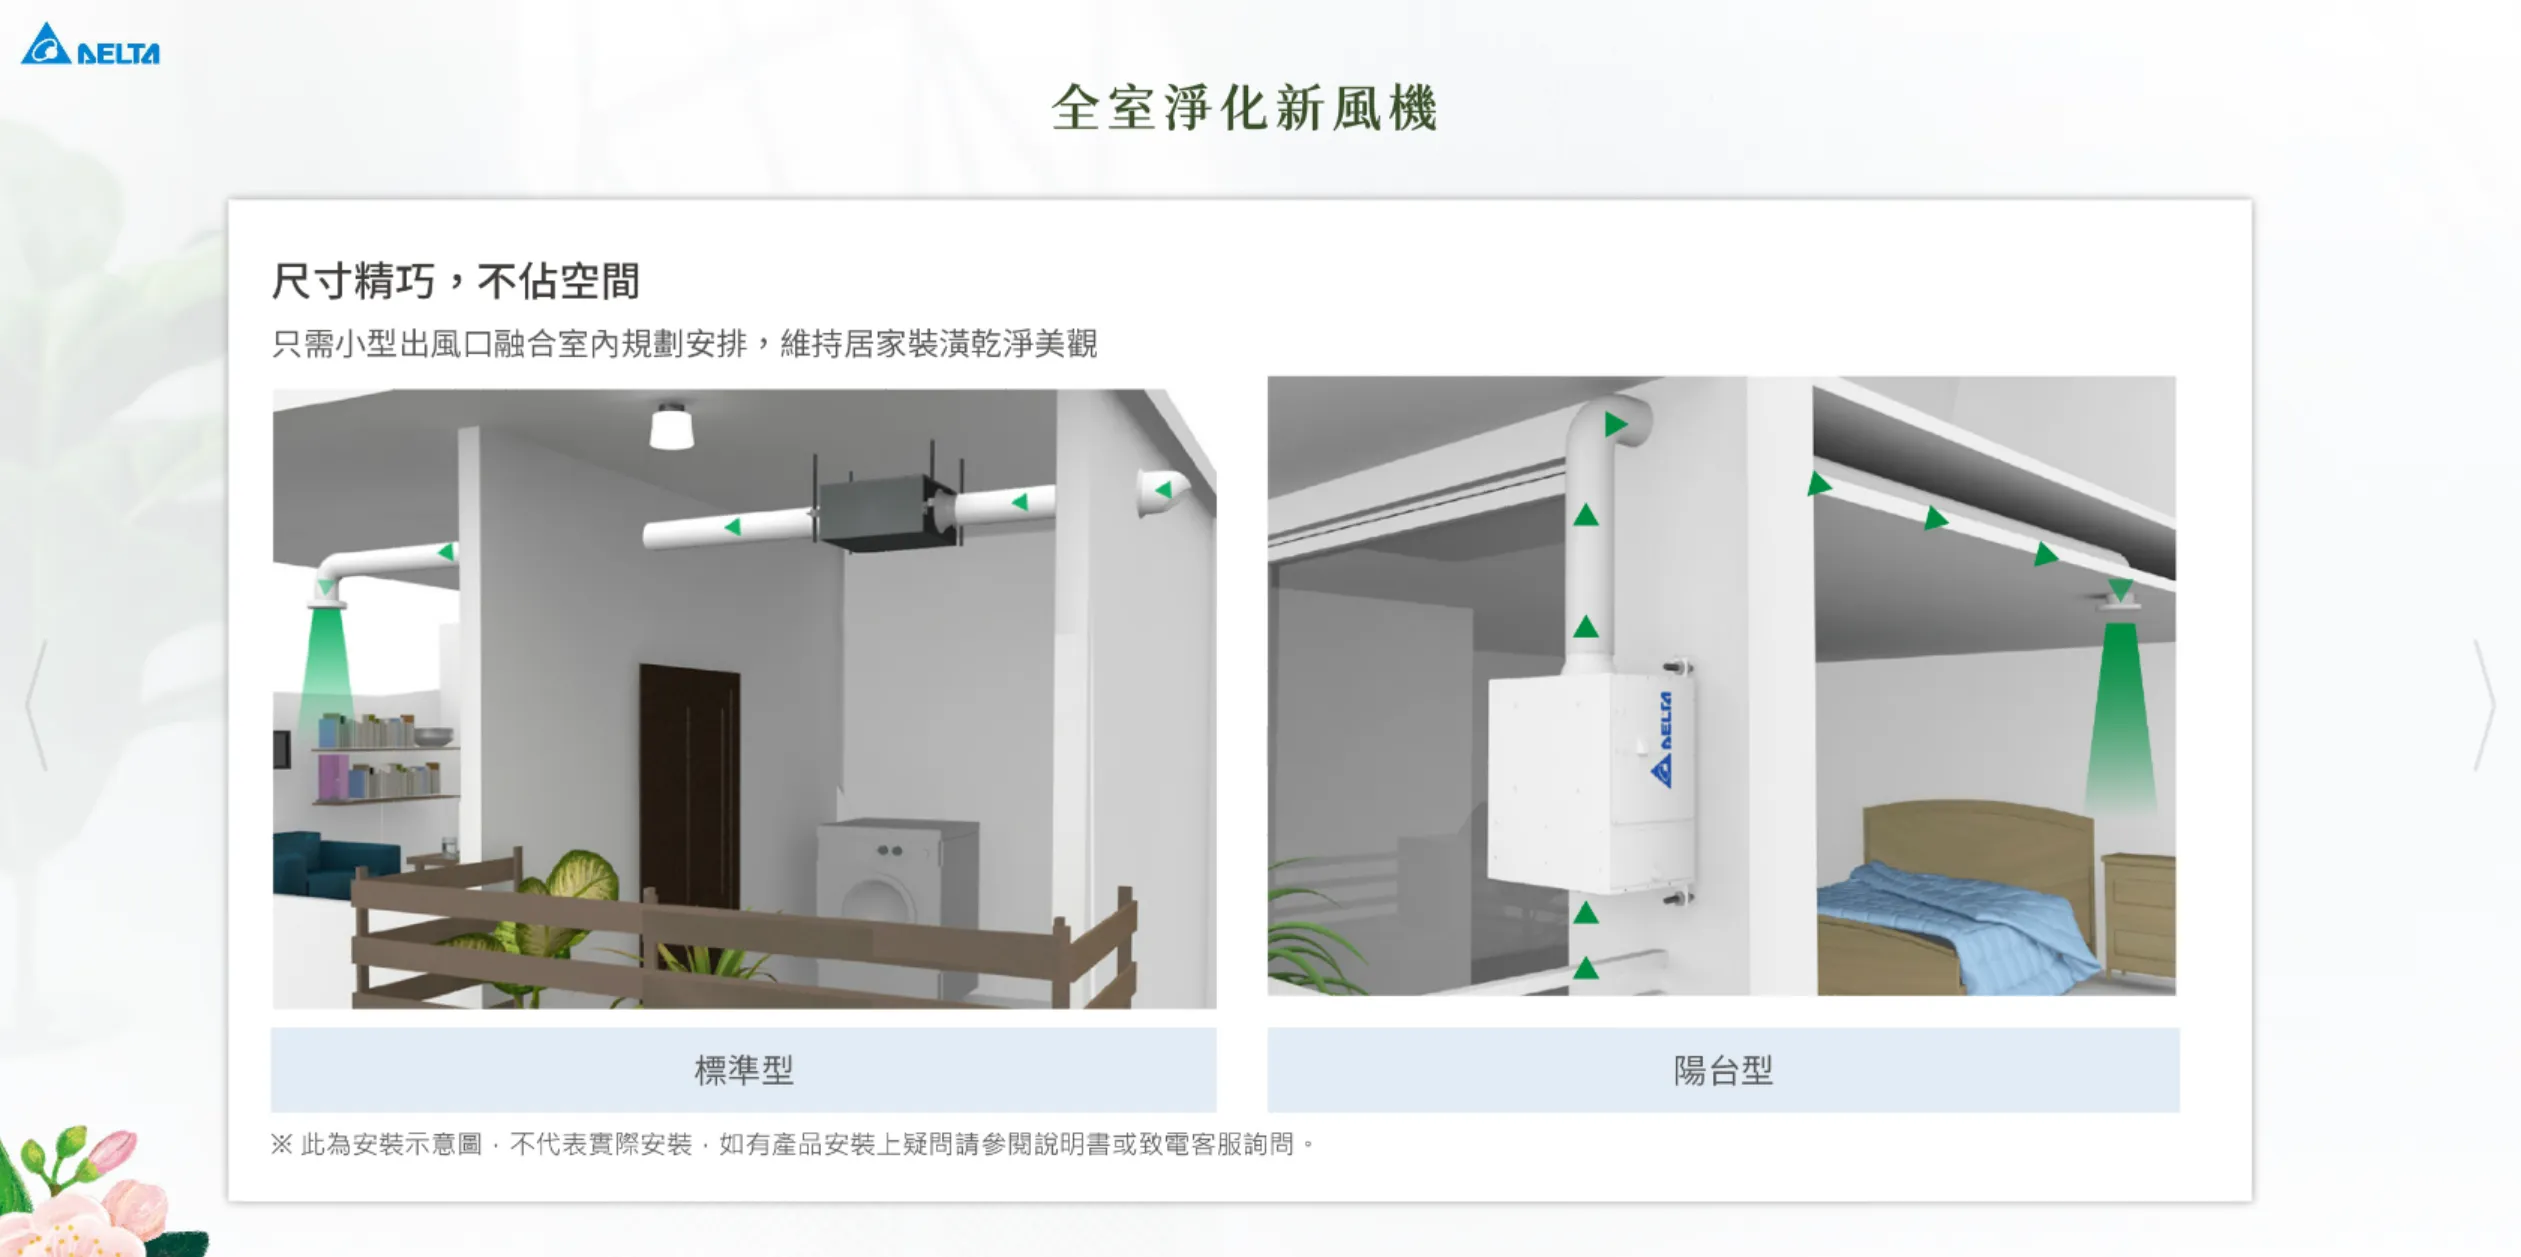 DELTA
全室淨化新風機
尺寸精巧，不佔空間
只需小型出風口融合室內規劃安排，維持居家裝潢乾淨美觀
DELTA
標準型
陽台型
※ 此為安裝示意圖，不代表實際安裝，如有產品安裝上疑問請參閱說明書或致電客服詢問。